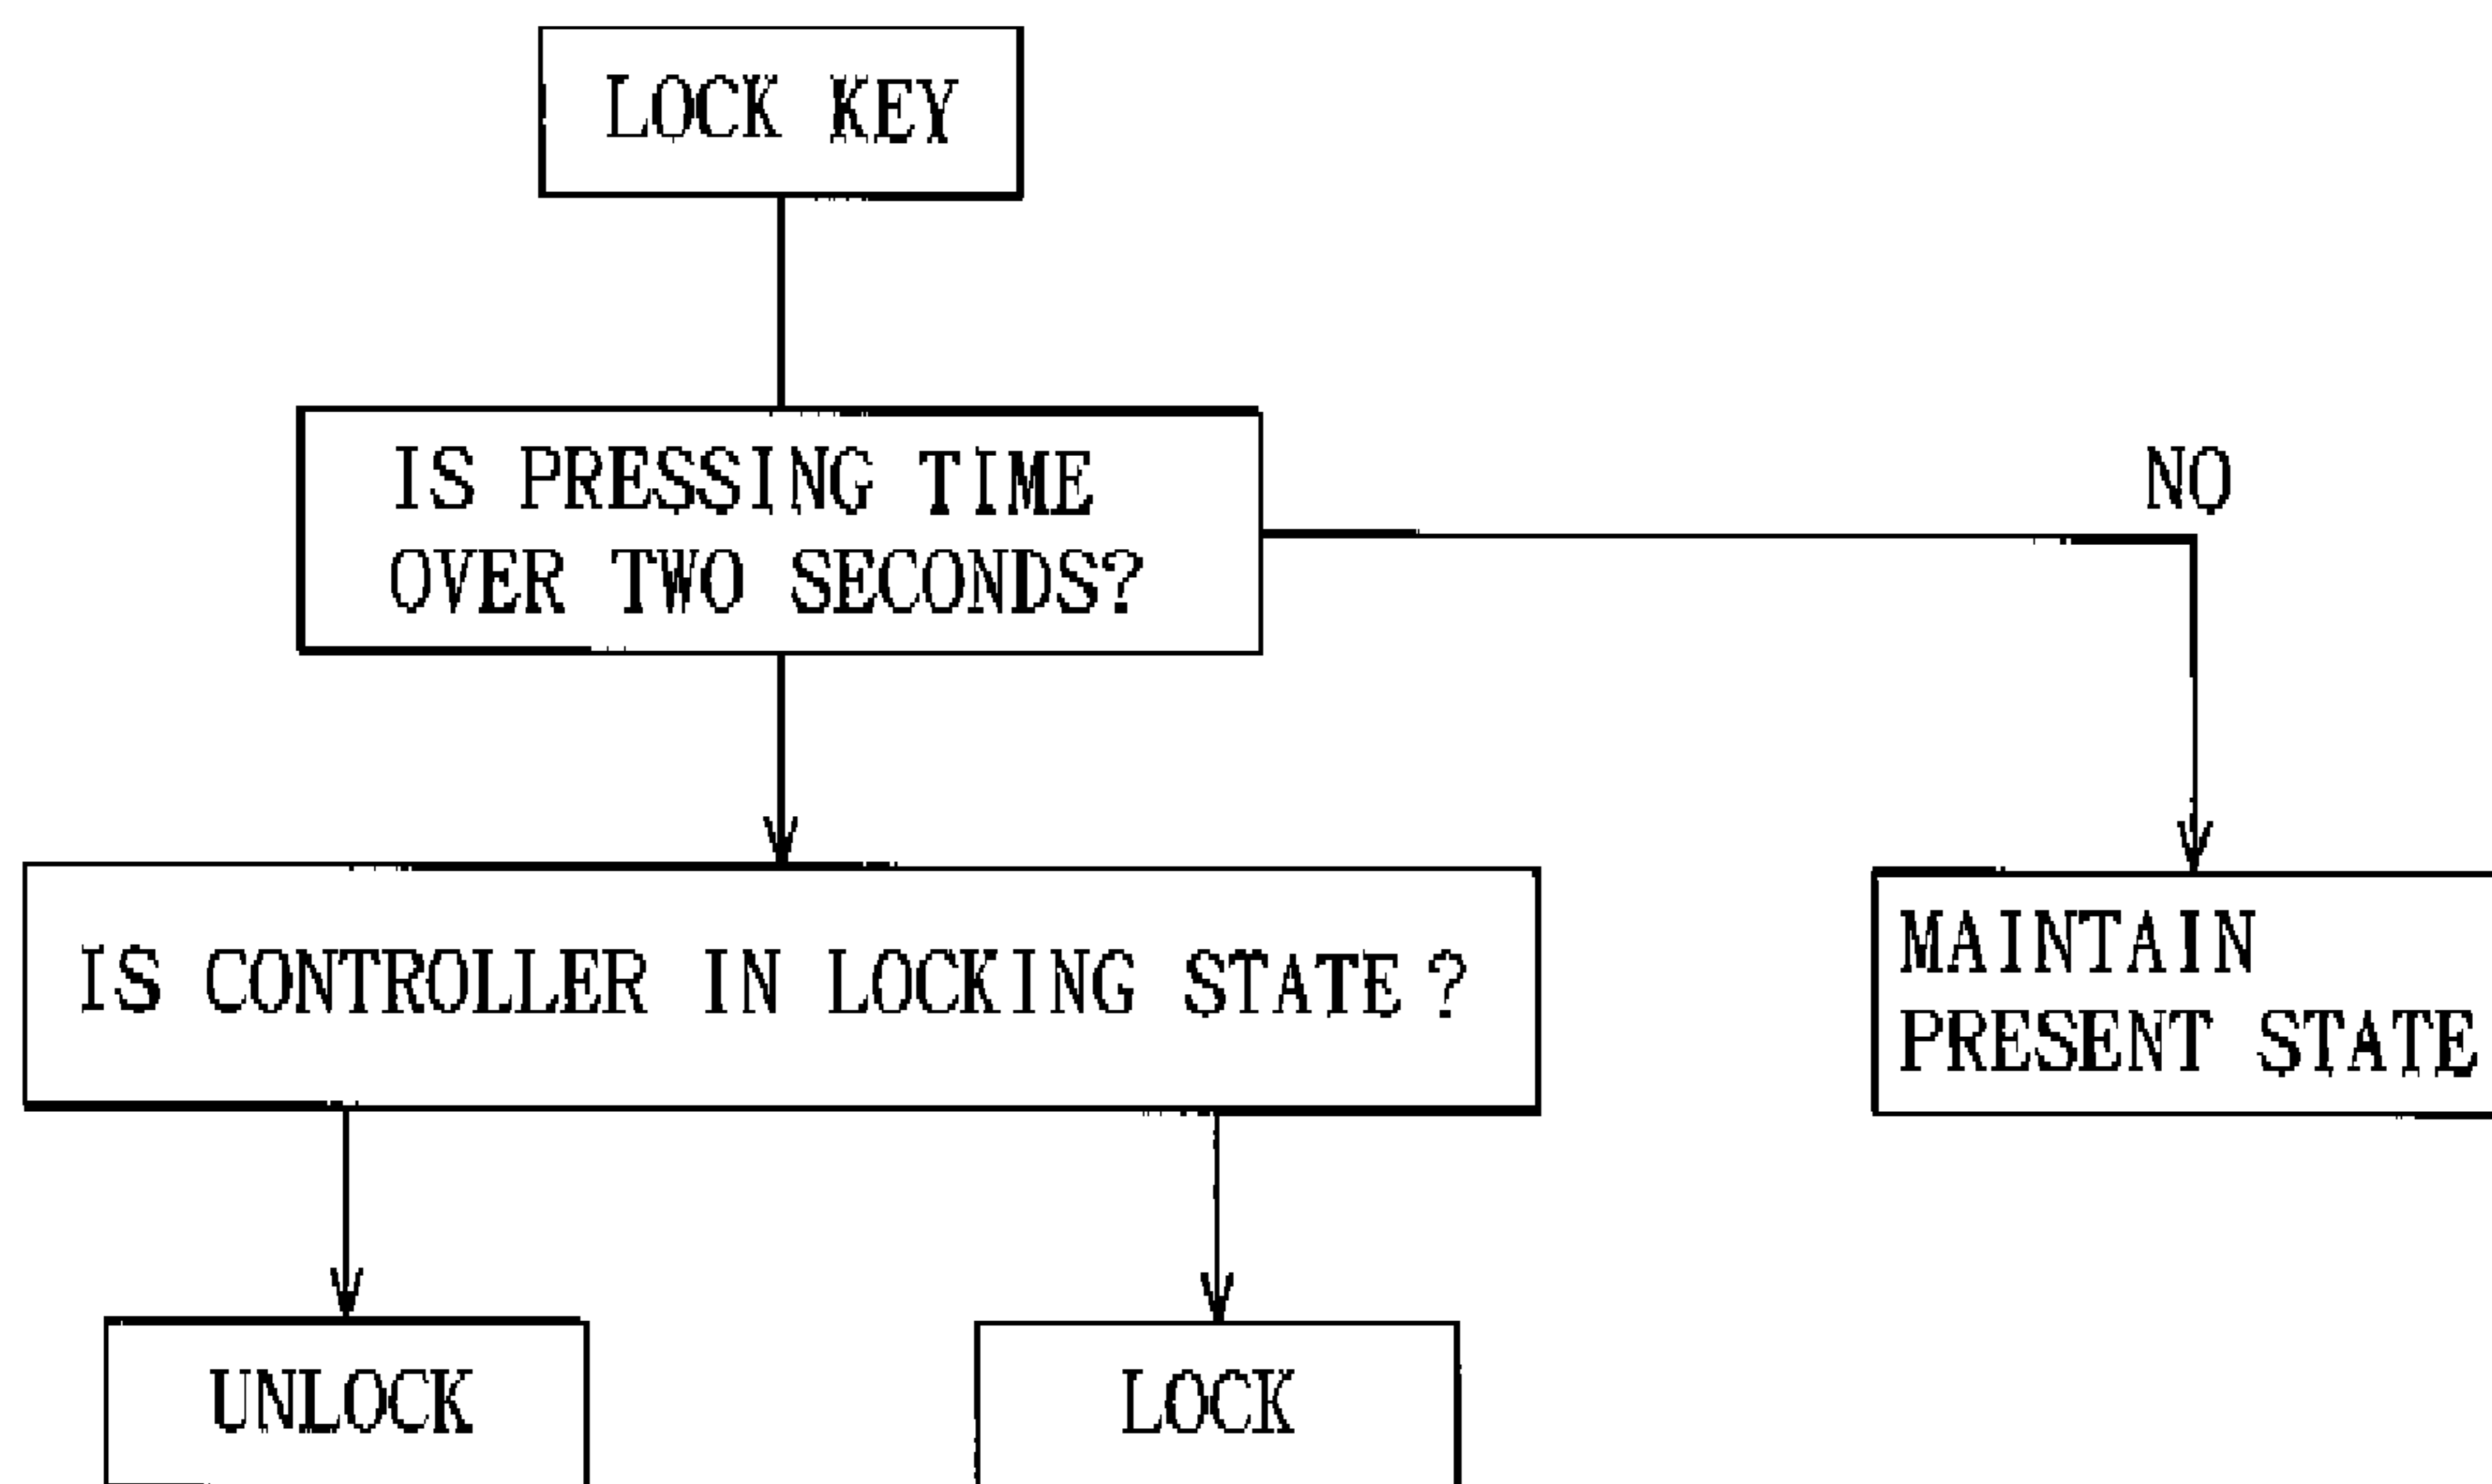 LOCK KEY
IS PRESSING TIME
OVER TWO SECONDS?
NO
IS CONTROLLER IN LOCKING STATE?
MAINTAIN
PRESENT STATE
UNLOCK
LOCK